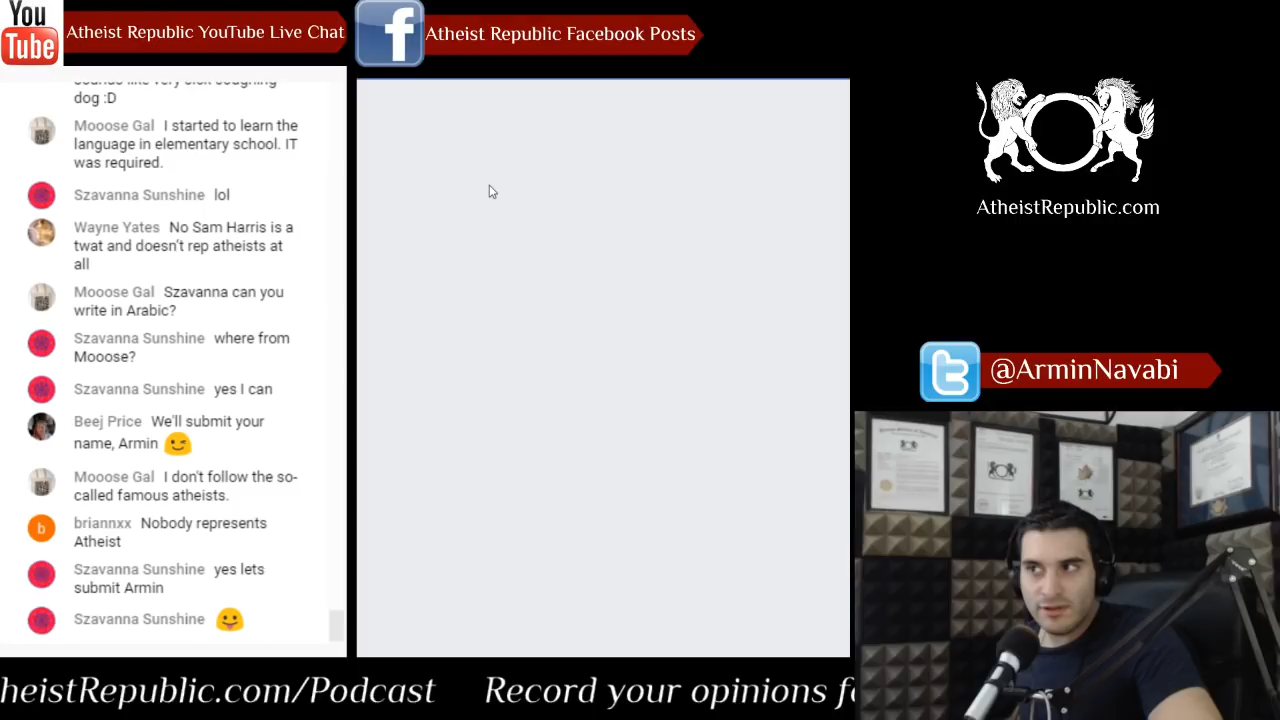 You
Tube
Atheist Republic YouTube Live Chat
f
Atheist Republic Facebook Posts
dog :D
Mooose Gal I started to learn the
language in elementary school. IT
was required.
Szavanna Sunshine lol
Wayne Yates No Sam Harris is a
twat and doesn't rep atheists at
all
Mooose Gal Szavanna can you
write in Arabic?
Szavanna Sunshine where from
Mooose?
Szavanna Sunshine yes I can
Beej Price We'll submit your
name, Armin
Mooose Gal I don't follow the so-
called famous atheists.
b
briannxx Nobody represents
Atheist
Szavanna Sunshine yes lets
submit Armin
Szavanna Sunshine
AtheistRepublic.com
@ArminNavabi
heistRepublic.com/Podcast Record your opinions fo